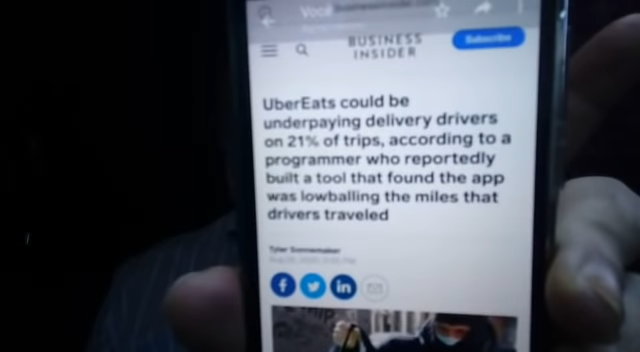 Você
BUSINESS
INSIDER
Subscribe
UberEats could be
underpaying delivery drivers
on 21% of trips, according to a
programmer who reportedly
built a tool that found the app
was lowballing the miles that
drivers traveled
Tyler Sonnemaker